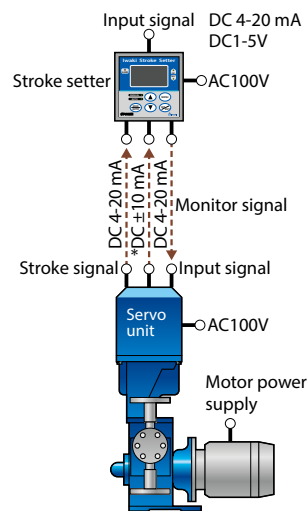 Input signal
DC 4-20 mA
DC1-5V
Iwaki Stroke Setter
Stroke setter
AC100V
DC 4-20 mA
*DC ±10 mA
DC 4-20 mA
Monitor signal
Stroke signal
Input signal
Servo
unit
AC100V
Motor power
supply